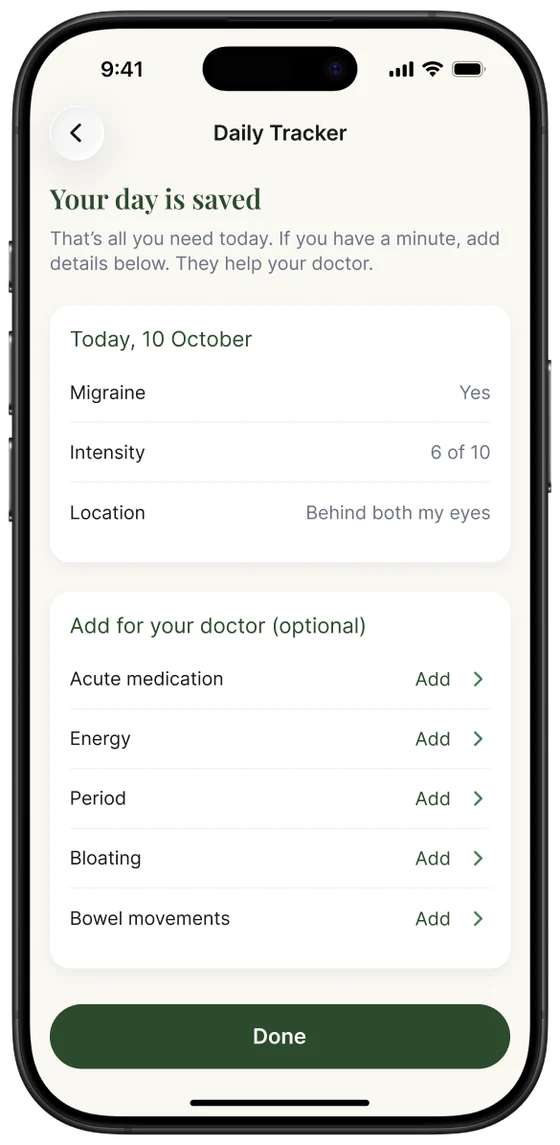 9:41
Daily Tracker
Your day is saved
That’s all you need today. If you have a minute, add
details below. They help your doctor.
Today, 10 October
Migraine Yes
Intensity 6 of 10
Location Behind both my eyes
Add for your doctor (optional)
Acute medication Add
Energy Add
Period Add
Bloating Add
Bowel movements Add
Done